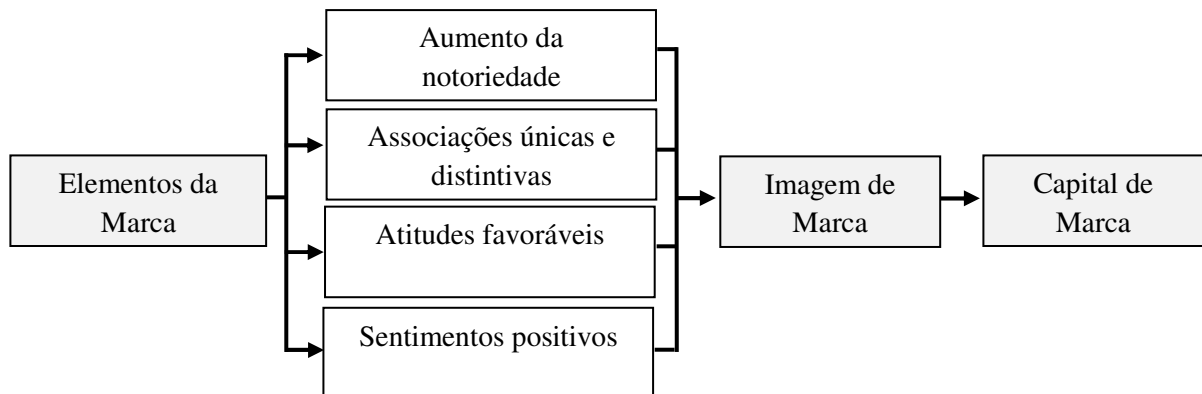 Elementos da
Marca
Aumento da
notoriedade
Associações únicas e
distintivas
Atitudes favoráveis
Sentimentos positivos
Imagem de
Marca
Capital de
Marca